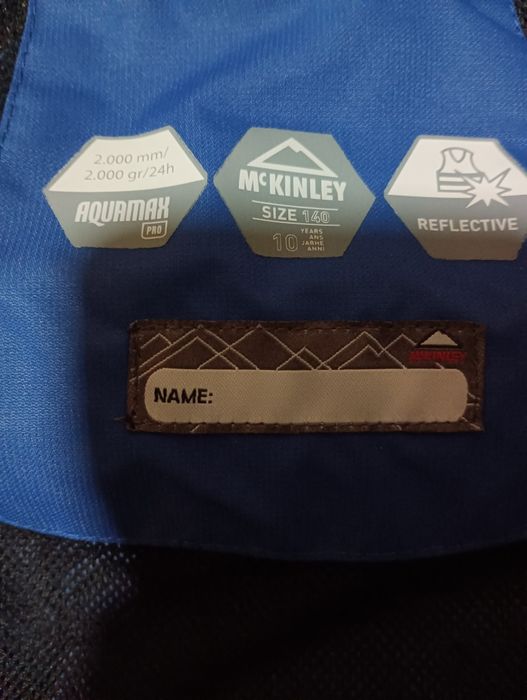 2.000 mm/
2.000 gr/24h
AQUAMAX
PRO
McKINLEY
SIZE 140
10 YEARS
ANS
JAHRE
ANNI
REFLECTIVE
McKINLEY
NAME: